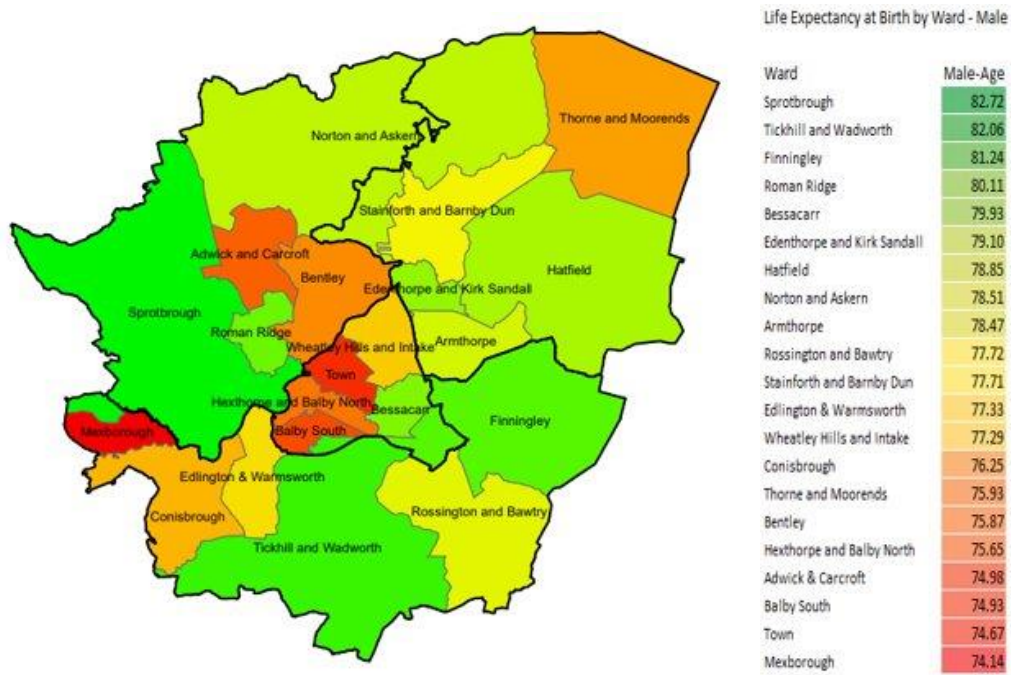 Life Expectancy at Birth by Ward - Male
Ward Male-Age
Sprotbrough 82.72
Tickhill and Wadworth 82.06
Finningley 81.24
Roman Ridge 80.11
Bessacarr 79.93
Edenthorpe and Kirk Sandall 79.10
Hatfield 78.85
Norton and Askern 78.51
Armthorpe 78.47
Rossington and Bawtry 77.72
Stainforth and Barnby Dun 77.71
Edlington & Warmsworth 77.33
Wheatley Hills and Intake 77.29
Conisbrough 76.25
Thorne and Moorends 75.93
Bentley 75.87
Hexthorpe and Balby North 75.65
Adwick & Carcroft 74.98
Balby South 74.93
Town 74.67
Mexborough 74.14
Thorne and Moorends
Norton and Askern
Stainforth and Barnby Dun
Adwick and Carcroft
Bentley
Hatfield
Edenthorpe and Kirk Sandall
Sprotbrough
Roman Ridge
Armthorpe
Wheatley Hills and Intake
Town
Hexthorpe and Balby North
Bessacarr
Finningley
Mexborough
Balby South
Edlington & Warmsworth
Rossington and Bawtry
Conisbrough
Tickhill and Wadworth